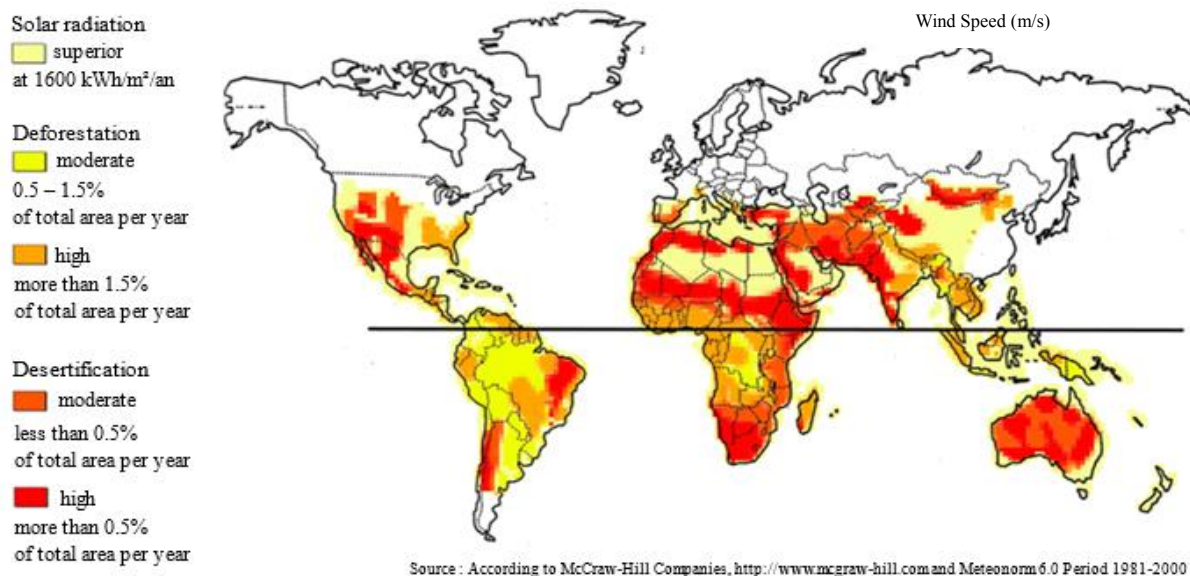 Solar radiation
superior
at 1600 kWh/m²/an
Deforestation
moderate
0.5 – 1.5%
of total area per year
high
more than 1.5%
of total area per year
Desertification
moderate
less than 0.5%
of total area per year
high
more than 0.5%
of total area per year
Wind Speed (m/s)
Source : According to McCraw-Hill Companies, http://www.mcgraw-hill.com and Meteonorm 6.0 Period 1981-2000